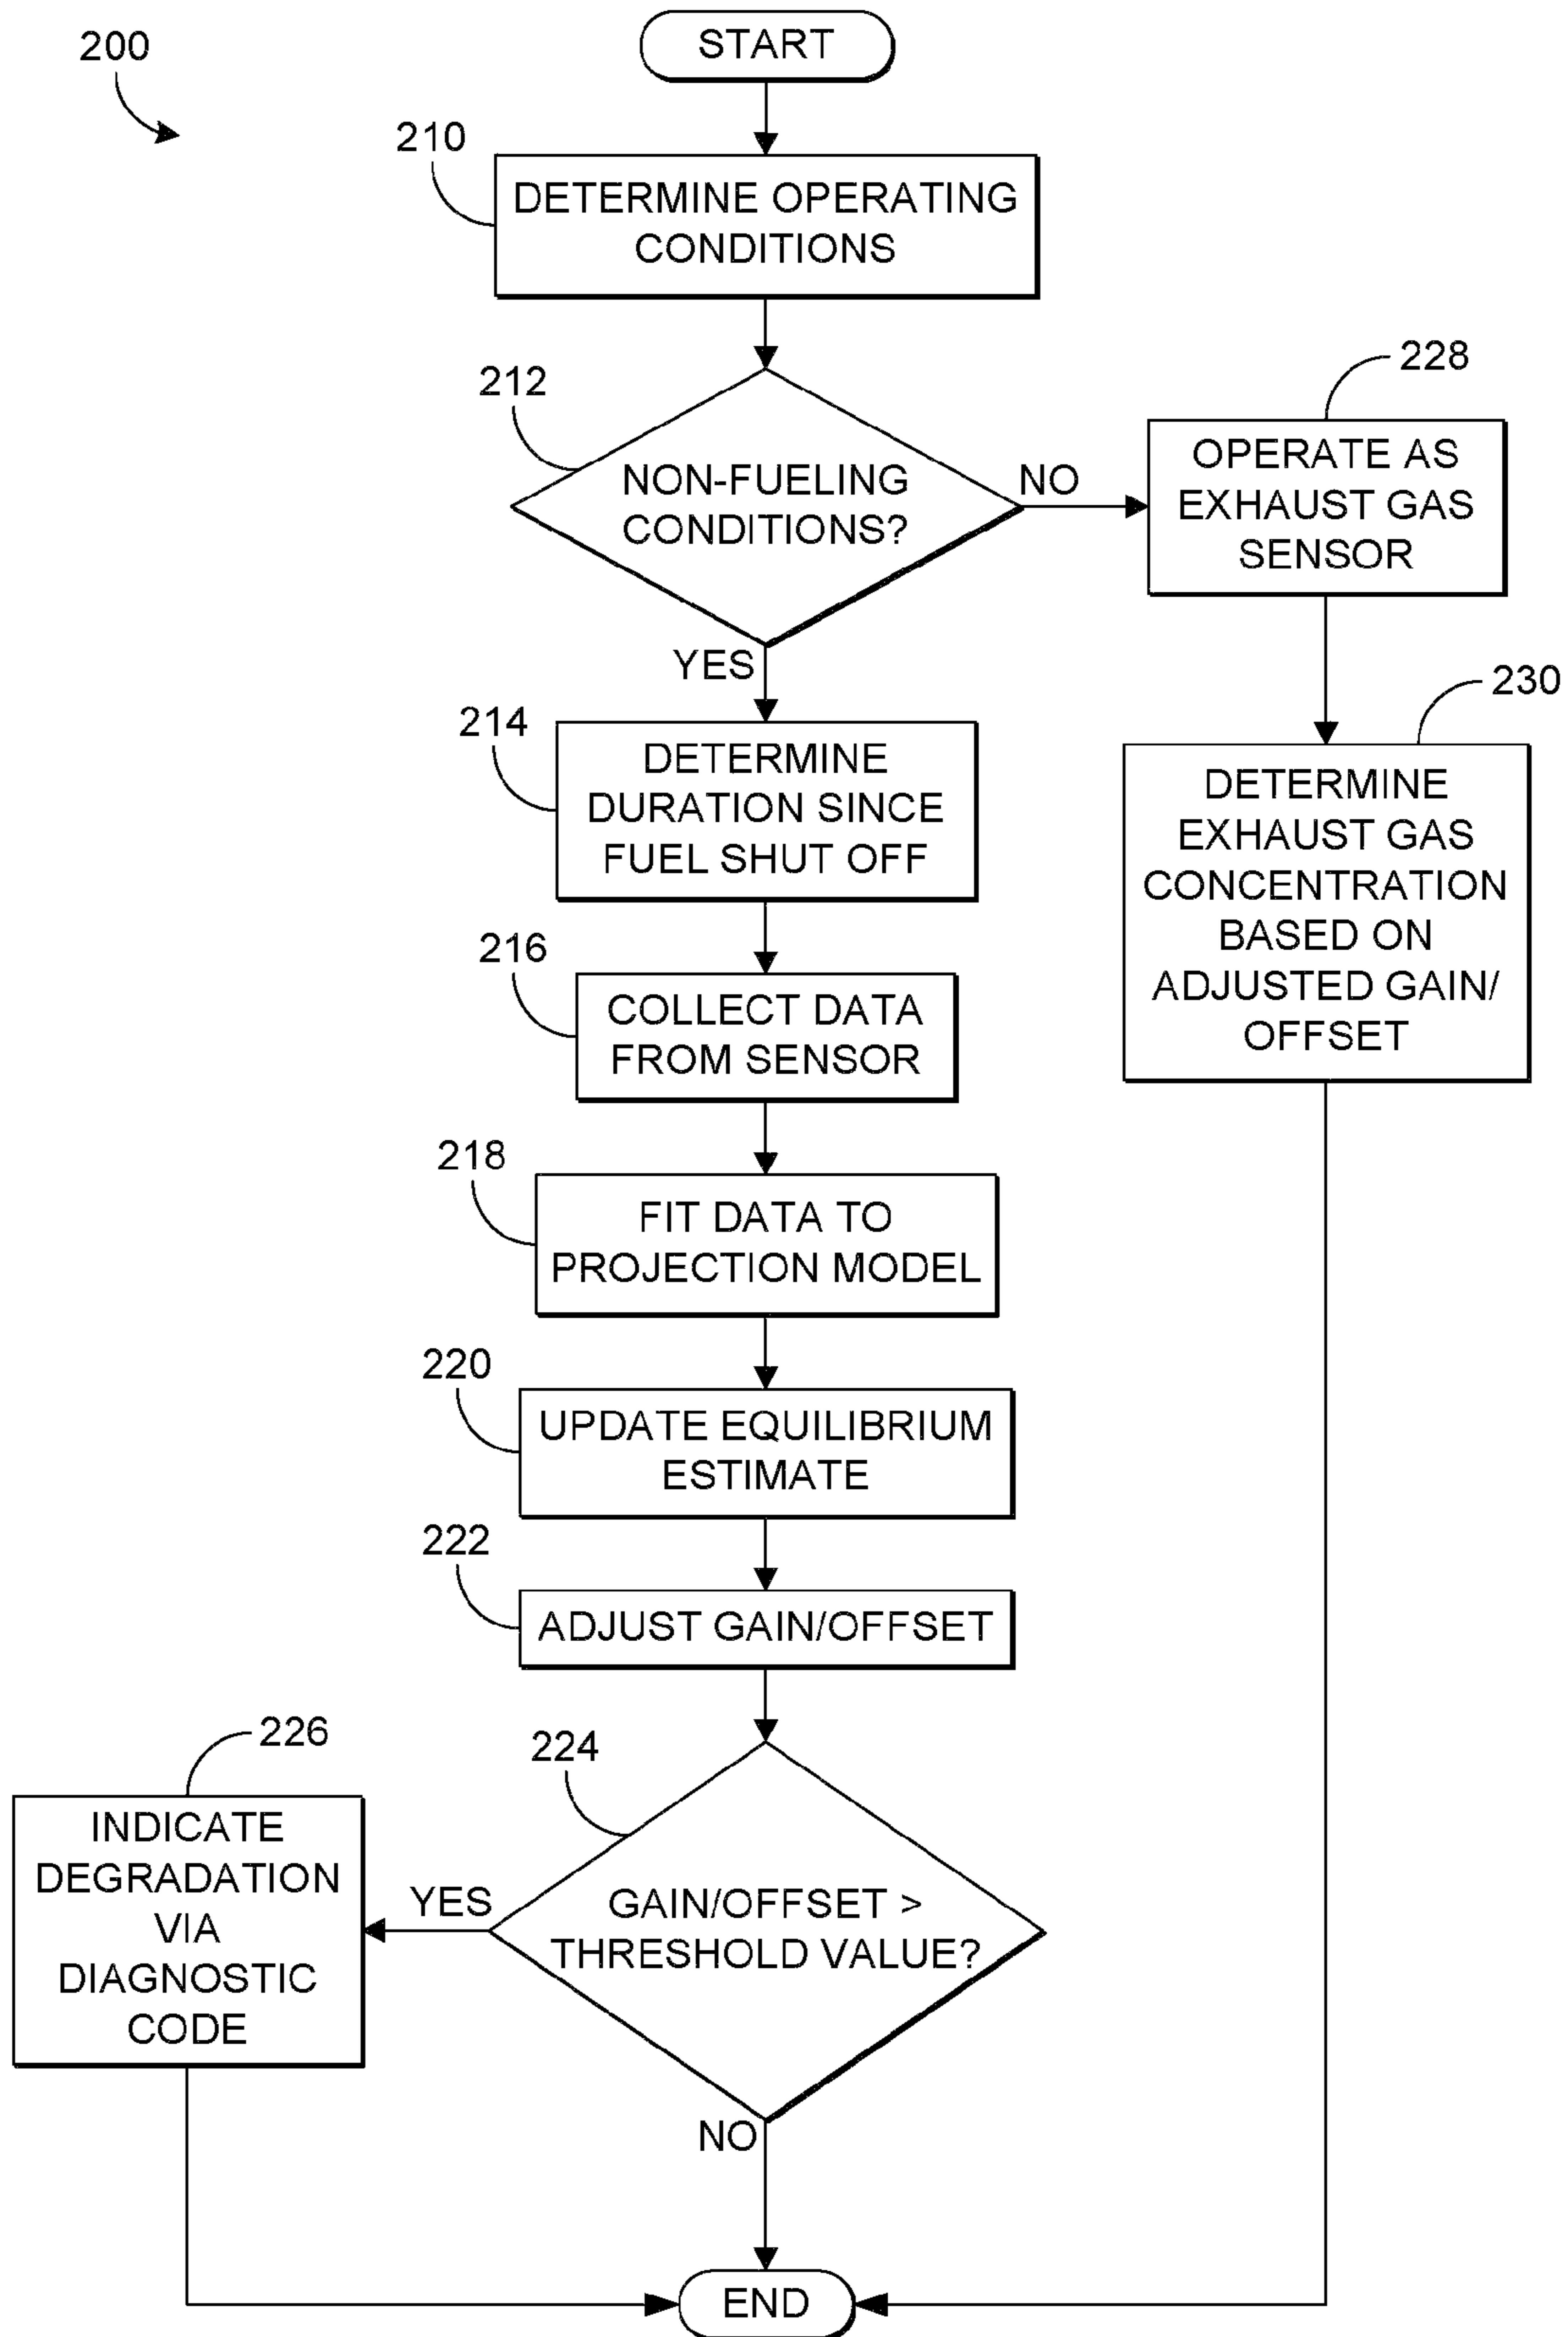 200
START
210
DETERMINE OPERATING
CONDITIONS
212
NON-FUELING
CONDITIONS?
NO
YES
228
OPERATE AS
EXHAUST GAS
SENSOR
230
DETERMINE
EXHAUST GAS
CONCENTRATION
BASED ON
ADJUSTED GAIN/
OFFSET
214
DETERMINE
DURATION SINCE
FUEL SHUT OFF
216
COLLECT DATA
FROM SENSOR
218
FIT DATA TO
PROJECTION MODEL
220
UPDATE EQUILIBRIUM
ESTIMATE
222
ADJUST GAIN/OFFSET
224
GAIN/OFFSET >
THRESHOLD VALUE?
YES
NO
226
INDICATE
DEGRADATION
VIA
DIAGNOSTIC
CODE
END